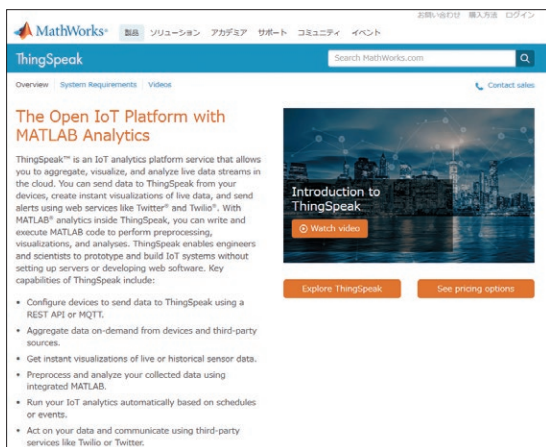 お問い合わせ 購入方法 ログイン
MathWorks® 製品 ソリューション アカデミア サポート コミュニティ イベント
ThingSpeak Search MathWorks.com
Overview System Requirements Videos Contact sales
The Open IoT Platform with
MATLAB Analytics
ThingSpeak™ is an IoT analytics platform service that allows
you to aggregate, visualize, and analyze live data streams in
the cloud. You can send data to ThingSpeak from your
devices, create instant visualizations of live data, and send
alerts using web services like Twitter® and Twilio®. With
MATLAB® analytics inside ThingSpeak, you can write and
execute MATLAB code to perform preprocessing,
visualizations, and analyses. ThingSpeak enables engineers
and scientists to prototype and build IoT systems without
setting up servers or developing web software. Key
capabilities of ThingSpeak include:
• Configure devices to send data to ThingSpeak using a
REST API or MQTT.
• Aggregate data on-demand from devices and third-party
sources.
• Get instant visualizations of live or historical sensor data.
• Preprocess and analyze your collected data using
integrated MATLAB.
• Run your IoT analytics automatically based on schedules
or events.
• Act on your data and communicate using third-party
services like Twilio or Twitter.
Introduction to
ThingSpeak
Watch video
Explore ThingSpeak See pricing options